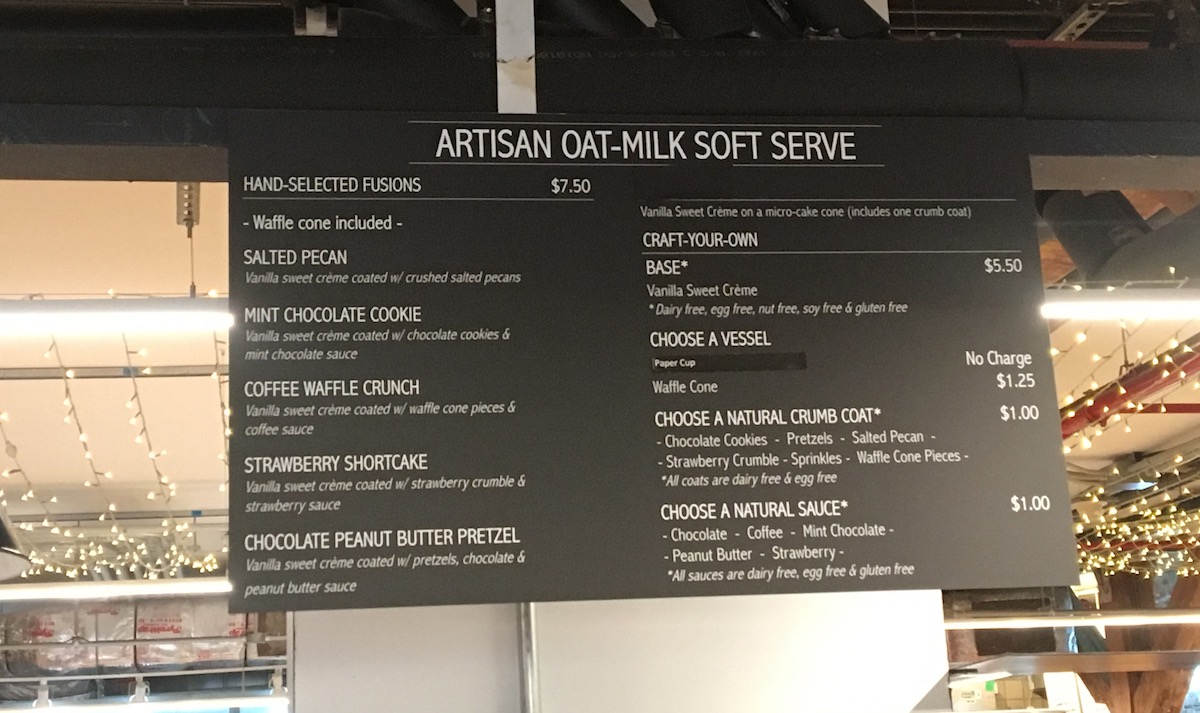 ARTISAN OAT-MILK SOFT SERVE
HAND-SELECTED FUSIONS $7.50
- Waffle cone included -
SALTED PECAN
Vanilla sweet crème coated w/ crushed salted pecans
MINT CHOCOLATE COOKIE
Vanilla sweet crème coated w/ chocolate cookies &
mint chocolate sauce
COFFEE WAFFLE CRUNCH
Vanilla sweet crème coated w/ waffle cone pieces &
coffee sauce
STRAWBERRY SHORTCAKE
Vanilla sweet crème coated w/ strawberry crumble &
strawberry sauce
CHOCOLATE PEANUT BUTTER PRETZEL
Vanilla sweet crème coated w/ pretzels, chocolate &
peanut butter sauce
Vanilla Sweet Crème on a micro-cake cone (includes one crumb coat)
CRAFT-YOUR-OWN
BASE* $5.50
Vanilla Sweet Crème
*Dairy free, egg free, nut free, soy free & gluten free
CHOOSE A VESSEL
Paper Cup No Charge
Waffle Cone $1.25
CHOOSE A NATURAL CRUMB COAT* $1.00
- Chocolate Cookies - Pretzels - Salted Pecan -
- Strawberry Crumble - Sprinkles - Waffle Cone Pieces -
*All coats are dairy free & egg free
CHOOSE A NATURAL SAUCE* $1.00
- Chocolate - Coffee - Mint Chocolate -
- Peanut Butter - Strawberry -
*All sauces are dairy free, egg free & gluten free